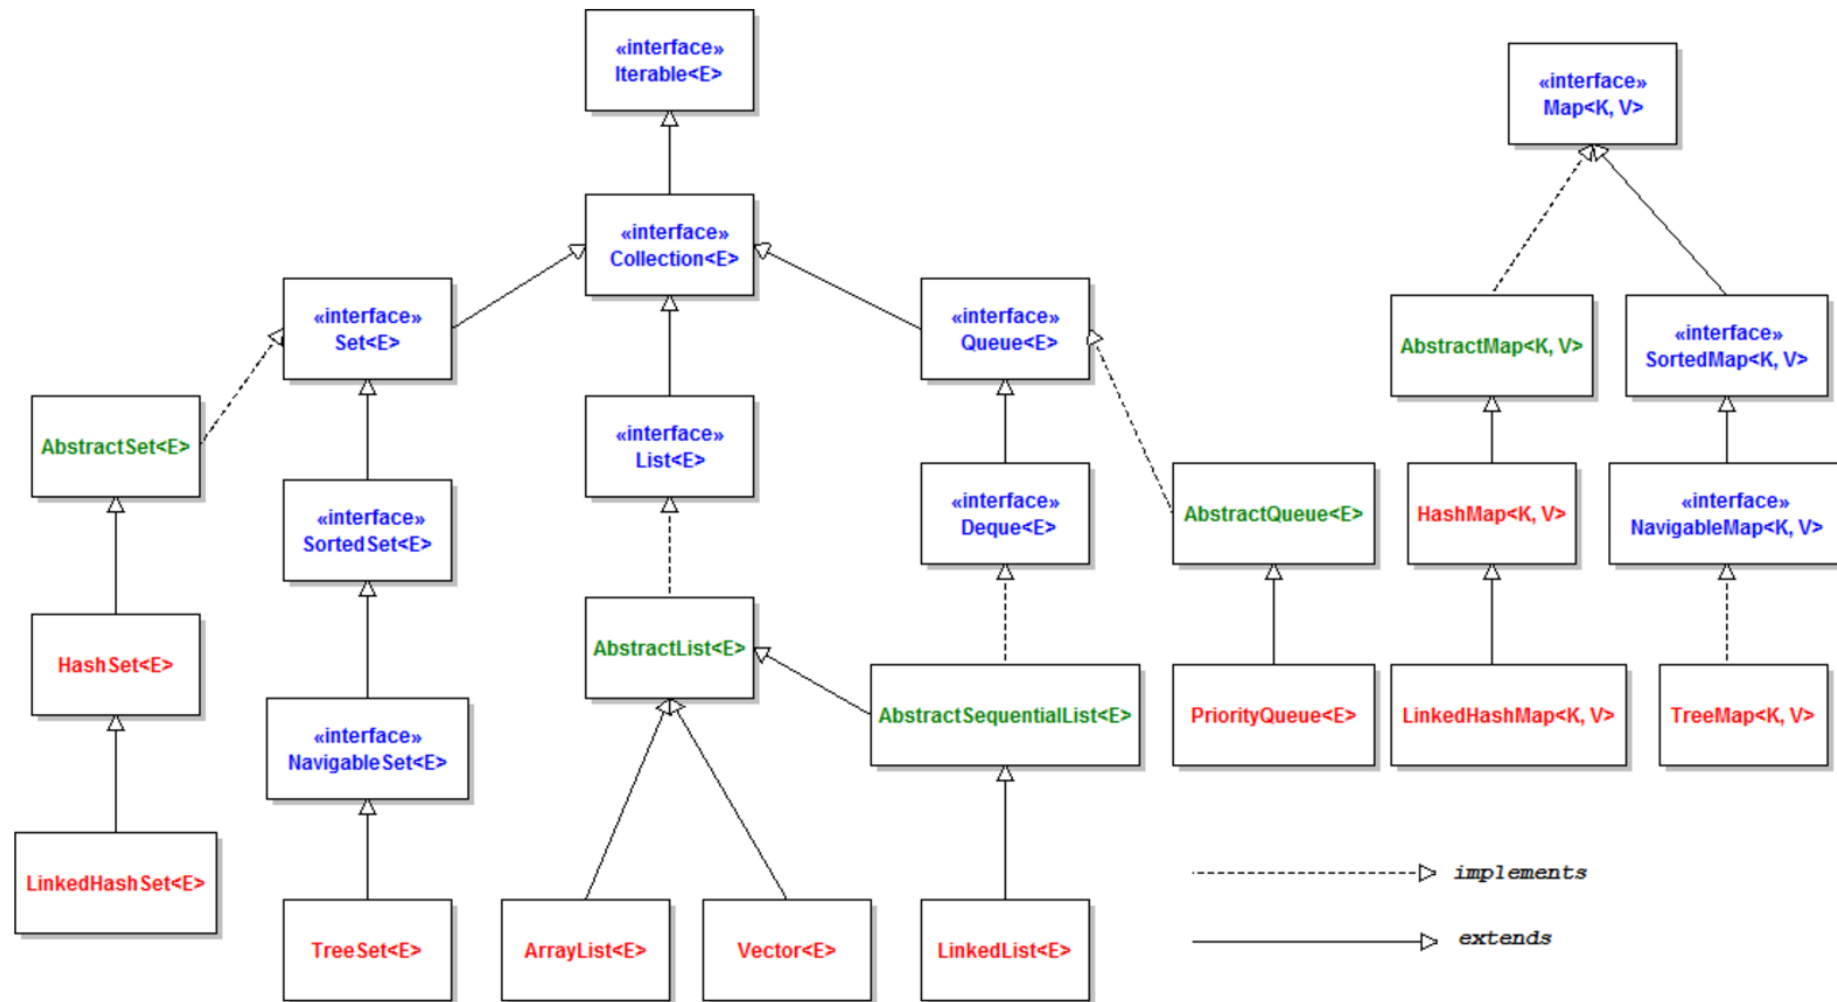 «interface»
Iterable<E>
«interface»
Map<K, V>
«interface»
Collection<E>
«interface»
Set<E>
«interface»
Queue<E>
AbstractMap<K, V>
«interface»
SortedMap<K, V>
AbstractSet<E>
«interface»
List<E>
«interface»
SortedSet<E>
«interface»
Deque<E>
AbstractQueue<E>
HashMap<K, V>
«interface»
NavigableMap<K, V>
HashSet<E>
AbstractList<E>
«interface»
NavigableSet<E>
AbstractSequentialList<E>
PriorityQueue<E>
LinkedHashMap<K, V>
TreeMap<K, V>
LinkedHashSet<E>
implements
TreeSet<E>
ArrayList<E>
Vector<E>
LinkedList<E>
extends